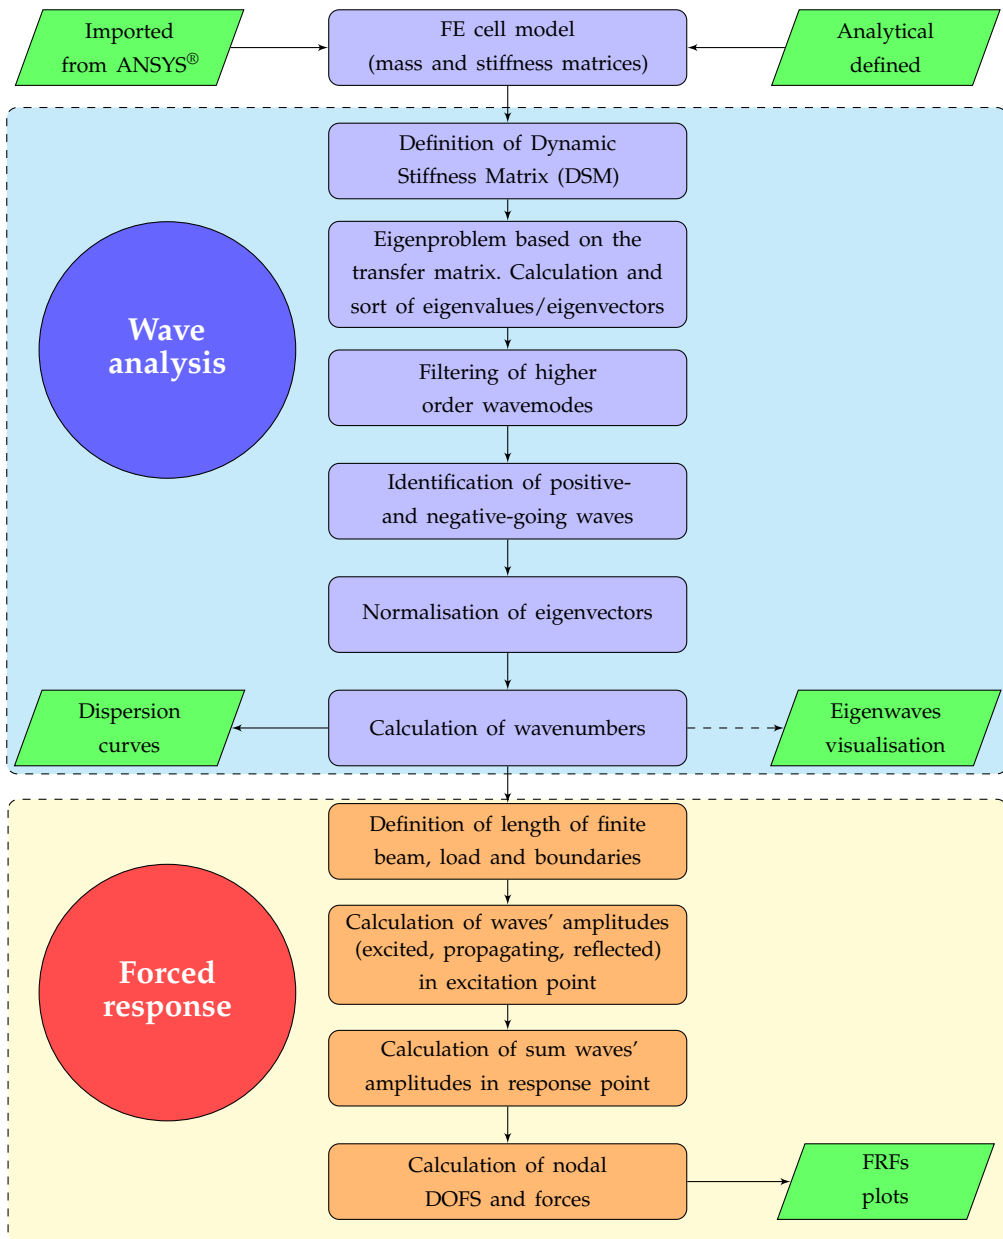 Imported
from ANSYS®
FE cell model
(mass and stiffness matrices)
Analytical
defined
Definition of Dynamic
Stiffness Matrix (DSM)
Eigenproblem based on the
transfer matrix. Calculation and
sort of eigenvalues/eigenvectors
Wave
analysis
Filtering of higher
order wavemodes
Identification of positive-
and negative-going waves
Normalisation of eigenvectors
Dispersion
curves
Calculation of wavenumbers
Eigenwaves
visualisation
Definition of length of finite
beam, load and boundaries
Calculation of waves’ amplitudes
(excited, propagating, reflected)
in excitation point
Forced
response
Calculation of sum waves’
amplitudes in response point
Calculation of nodal
DOFS and forces
FRFs
plots